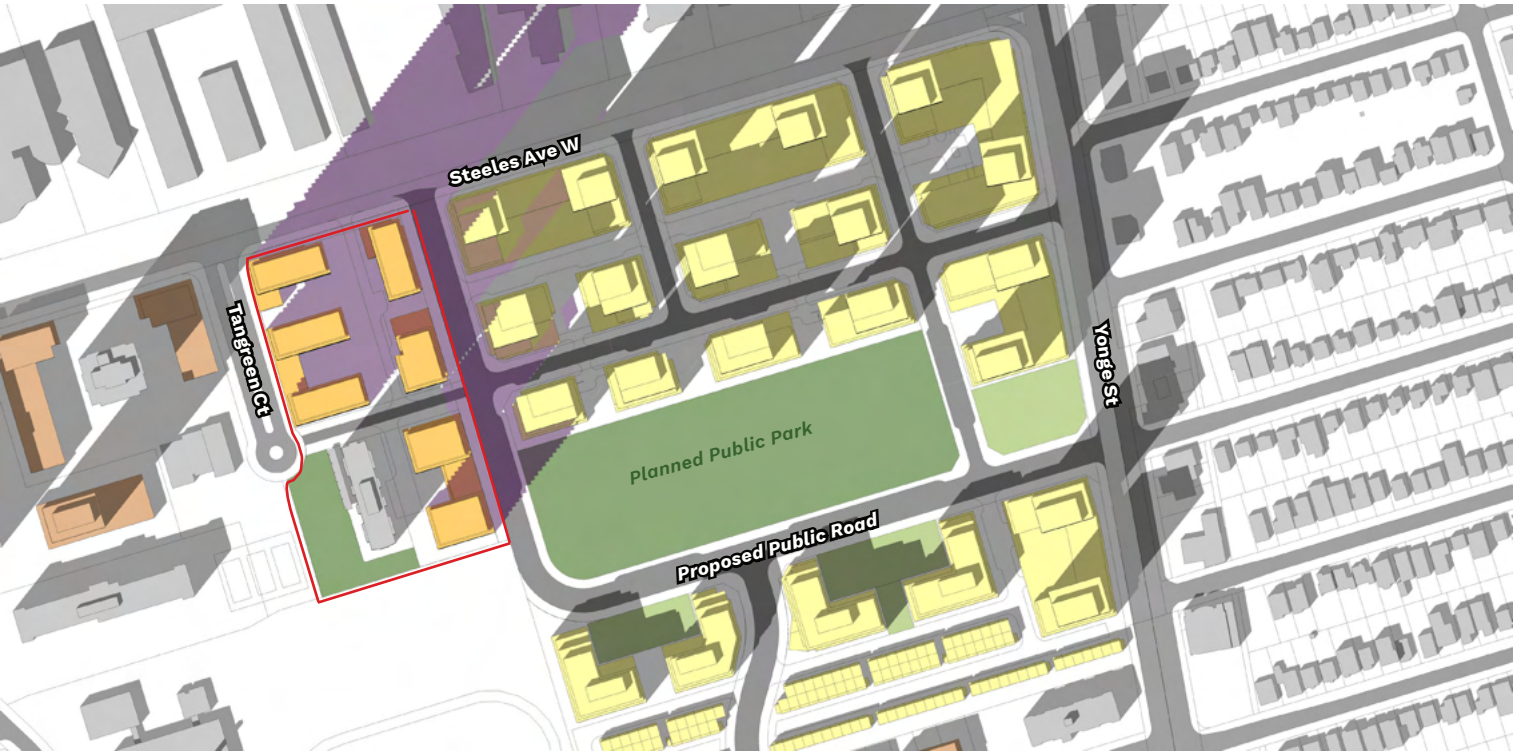 Steeles Ave W
Tangreen Ct
Yonge St
Planned Public Park
Proposed Public Road